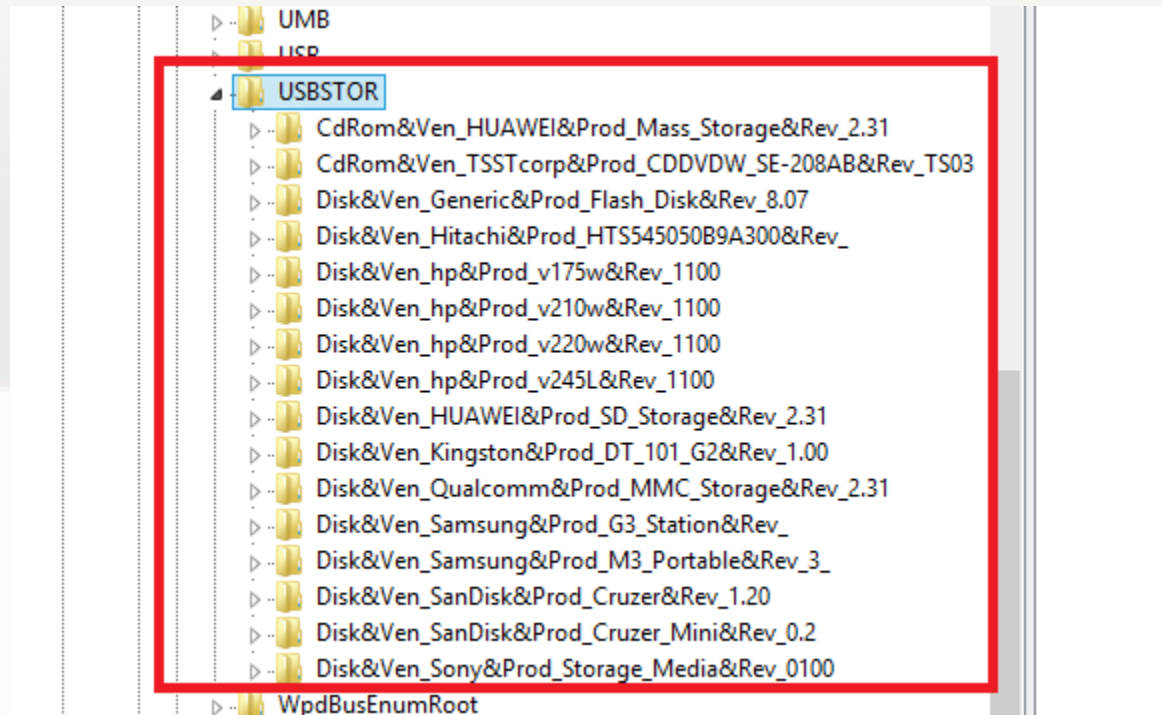 UMB
USB
USBSTOR
CdRom&Ven_HUAWEI&Prod_Mass_Storage&Rev_2.31
CdRom&Ven_TSSTcorp&Prod_CDDVDW_SE-208AB&Rev_TS03
Disk&Ven_Generic&Prod_Flash_Disk&Rev_8.07
Disk&Ven_Hitachi&Prod_HTS545050B9A300&Rev_
Disk&Ven_hp&Prod_v175w&Rev_1100
Disk&Ven_hp&Prod_v210w&Rev_1100
Disk&Ven_hp&Prod_v220w&Rev_1100
Disk&Ven_hp&Prod_v245L&Rev_1100
Disk&Ven_HUAWEI&Prod_SD_Storage&Rev_2.31
Disk&Ven_Kingston&Prod_DT_101_G2&Rev_1.00
Disk&Ven_Qualcomm&Prod_MMC_Storage&Rev_2.31
Disk&Ven_Samsung&Prod_G3_Station&Rev_
Disk&Ven_Samsung&Prod_M3_Portable&Rev_3_
Disk&Ven_SanDisk&Prod_Cruzer&Rev_1.20
Disk&Ven_SanDisk&Prod_Cruzer_Mini&Rev_0.2
Disk&Ven_Sony&Prod_Storage_Media&Rev_0100
WpdBusEnumRoot